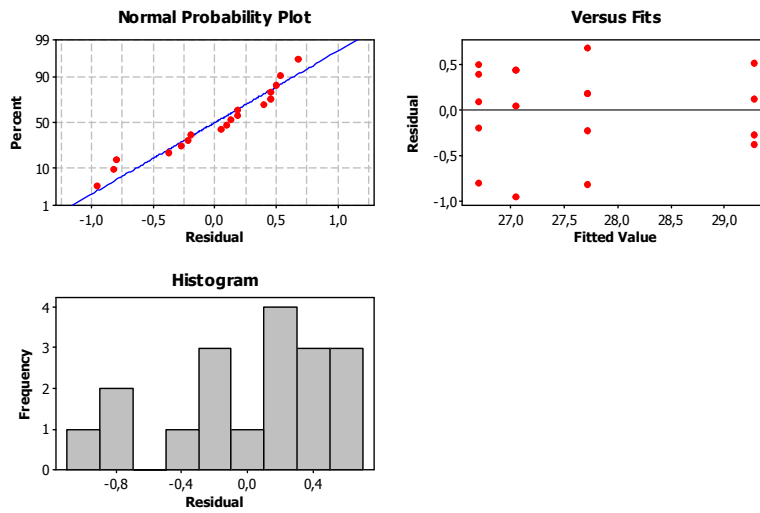 Normal Probability Plot
99
90
50
10
1
Percent
-1,0 -0,5 0,0 0,5 1,0
Residual
Versus Fits
0,5
0,0
-0,5
-1,0
Residual
27,0 27,5 28,0 28,5 29,0
Fitted Value
Histogram
4
3
2
1
0
Frequency
-0,8 -0,4 0,0 0,4
Residual